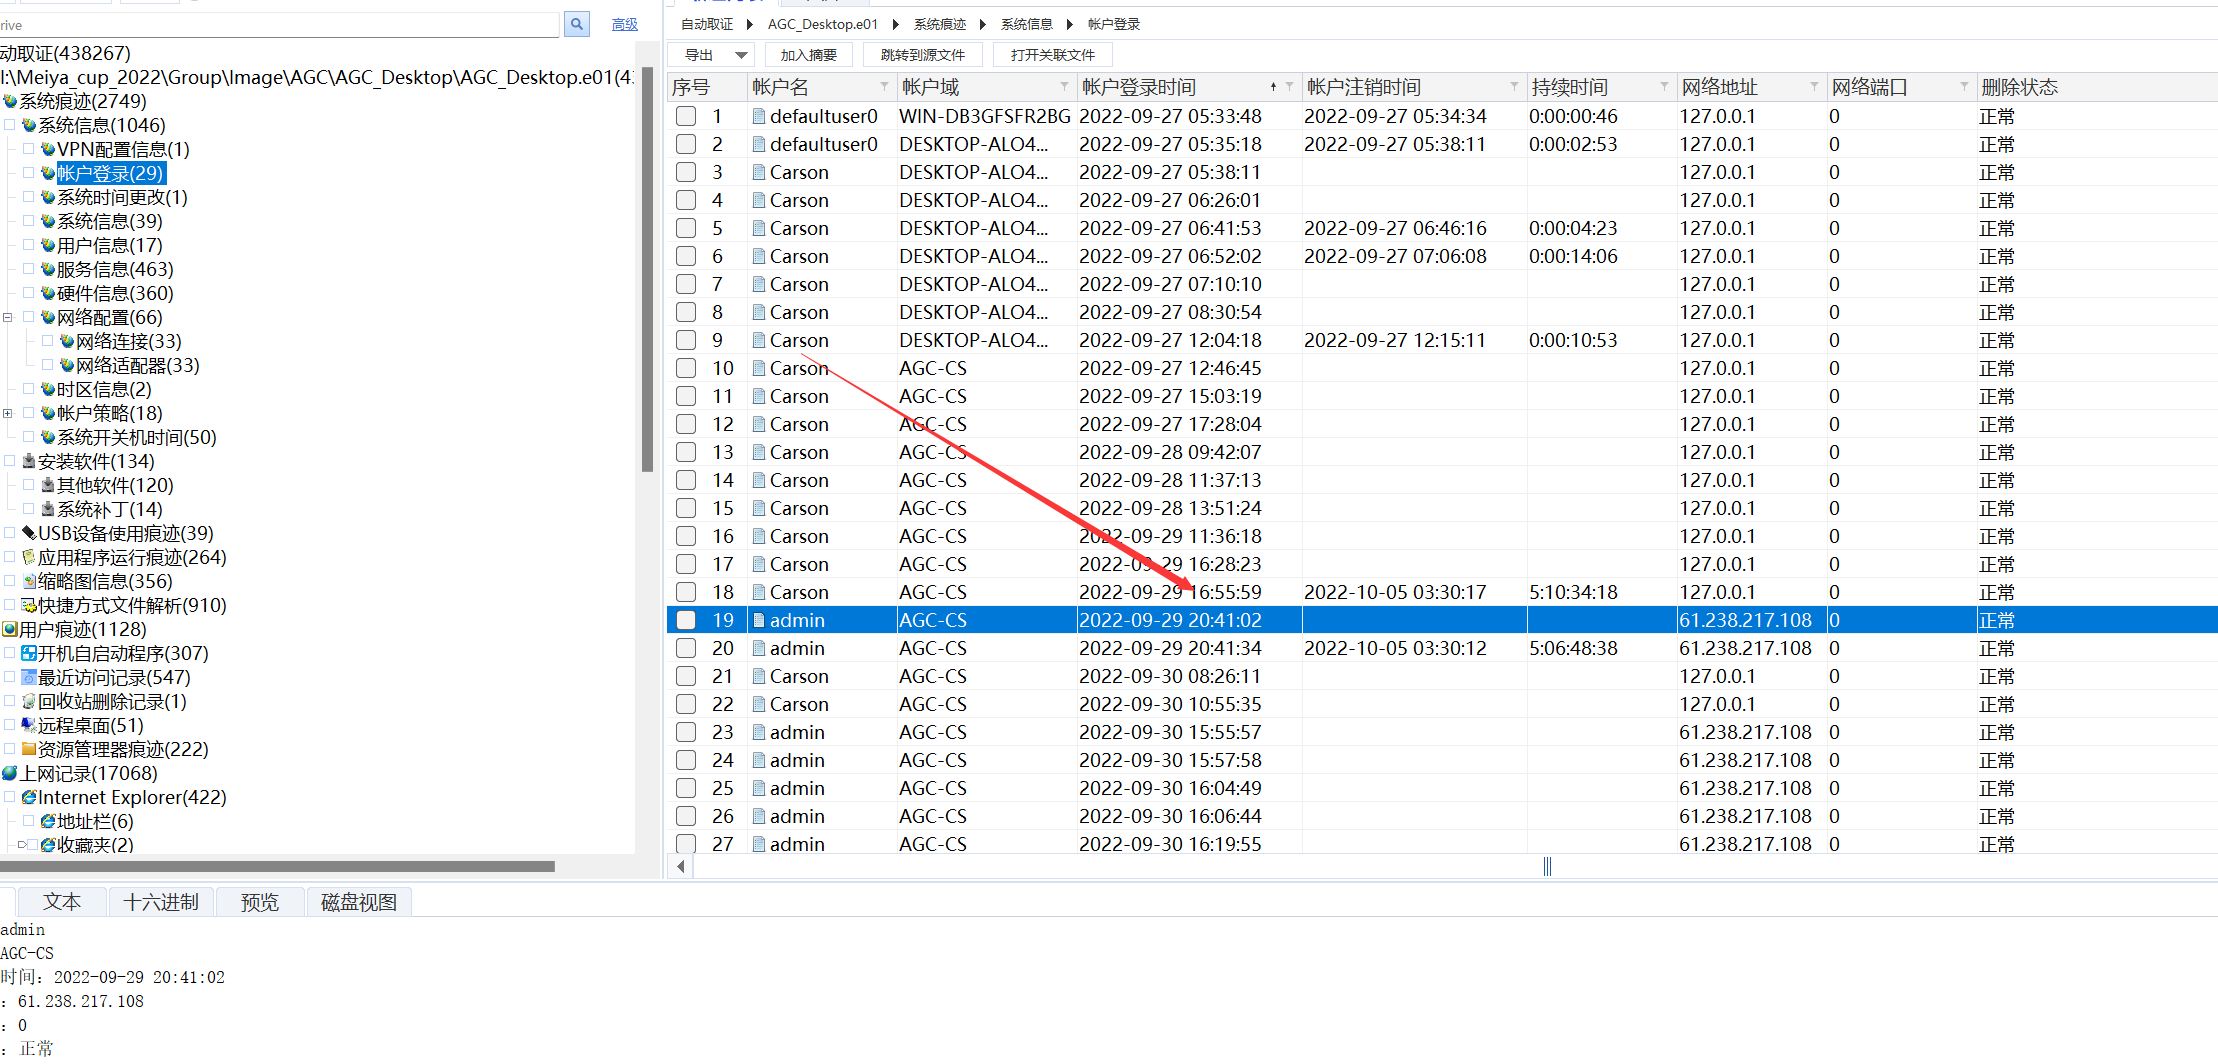 rive
高级
动取证(438267)
I:\Meiya_cup_2022\Group\Image\AGC\AGC_Desktop\AGC_Desktop.e01(4
系统痕迹(2749)
系统信息(1046)
VPN配置信息(1)
帐户登录(29)
系统时间更改(1)
系统信息(39)
用户信息(17)
服务信息(463)
硬件信息(360)
网络配置(66)
网络连接(33)
网络适配器(33)
时区信息(2)
帐户策略(18)
系统开关机时间(50)
安装软件(134)
其他软件(120)
系统补丁(14)
USB设备使用痕迹(39)
应用程序运行痕迹(264)
缩略图信息(356)
快捷方式文件解析(910)
用户痕迹(1128)
开机自启动程序(307)
最近访问记录(547)
回收站删除记录(1)
远程桌面(51)
资源管理器痕迹(222)
上网记录(17068)
Internet Explorer(422)
地址栏(6)
收藏夹(2)
自动取证 AGC_Desktop.e01 系统痕迹 系统信息 帐户登录
导出 加入摘要 跳转到源文件 打开关联文件
序号 帐户名 帐户域 帐户登录时间 帐户注销时间 持续时间 网络地址 网络端口 删除状态
1 defaultuser0 WIN-DB3GFSFR2BG 2022-09-27 05:33:48 2022-09-27 05:34:34 0:00:00:46 127.0.0.1 0 正常
2 defaultuser0 DESKTOP-ALO4... 2022-09-27 05:35:18 2022-09-27 05:38:11 0:00:02:53 127.0.0.1 0 正常
3 Carson DESKTOP-ALO4... 2022-09-27 05:38:11 127.0.0.1 0 正常
4 Carson DESKTOP-ALO4... 2022-09-27 06:26:01 127.0.0.1 0 正常
5 Carson DESKTOP-ALO4... 2022-09-27 06:41:53 2022-09-27 06:46:16 0:00:04:23 127.0.0.1 0 正常
6 Carson DESKTOP-ALO4... 2022-09-27 06:52:02 2022-09-27 07:06:08 0:00:14:06 127.0.0.1 0 正常
7 Carson DESKTOP-ALO4... 2022-09-27 07:10:10 127.0.0.1 0 正常
8 Carson DESKTOP-ALO4... 2022-09-27 08:30:54 127.0.0.1 0 正常
9 Carson DESKTOP-ALO4... 2022-09-27 12:04:18 2022-09-27 12:15:11 0:00:10:53 127.0.0.1 0 正常
10 Carson AGC-CS 2022-09-27 12:46:45 127.0.0.1 0 正常
11 Carson AGC-CS 2022-09-27 15:03:19 127.0.0.1 0 正常
12 Carson AGC-CS 2022-09-27 17:28:04 127.0.0.1 0 正常
13 Carson AGC-CS 2022-09-28 09:42:07 127.0.0.1 0 正常
14 Carson AGC-CS 2022-09-28 11:37:13 127.0.0.1 0 正常
15 Carson AGC-CS 2022-09-28 13:51:24 127.0.0.1 0 正常
16 Carson AGC-CS 2022-09-29 11:36:18 127.0.0.1 0 正常
17 Carson AGC-CS 2022-09-29 16:28:23 127.0.0.1 0 正常
18 Carson AGC-CS 2022-09-29 16:55:59 2022-10-05 03:30:17 5:10:34:18 127.0.0.1 0 正常
19 admin AGC-CS 2022-09-29 20:41:02 61.238.217.108 0 正常
20 admin AGC-CS 2022-09-29 20:41:34 2022-10-05 03:30:12 5:06:48:38 61.238.217.108 0 正常
21 Carson AGC-CS 2022-09-30 08:26:11 127.0.0.1 0 正常
22 Carson AGC-CS 2022-09-30 10:55:35 127.0.0.1 0 正常
23 admin AGC-CS 2022-09-30 15:55:57 61.238.217.108 0 正常
24 admin AGC-CS 2022-09-30 15:57:58 61.238.217.108 0 正常
25 admin AGC-CS 2022-09-30 16:04:49 61.238.217.108 0 正常
26 admin AGC-CS 2022-09-30 16:06:44 61.238.217.108 0 正常
27 admin AGC-CS 2022-09-30 16:19:55 61.238.217.108 0 正常
文本 十六进制 预览 磁盘视图
admin
AGC-CS
时间: 2022-09-29 20:41:02
: 61.238.217.108
: 0
: 正常